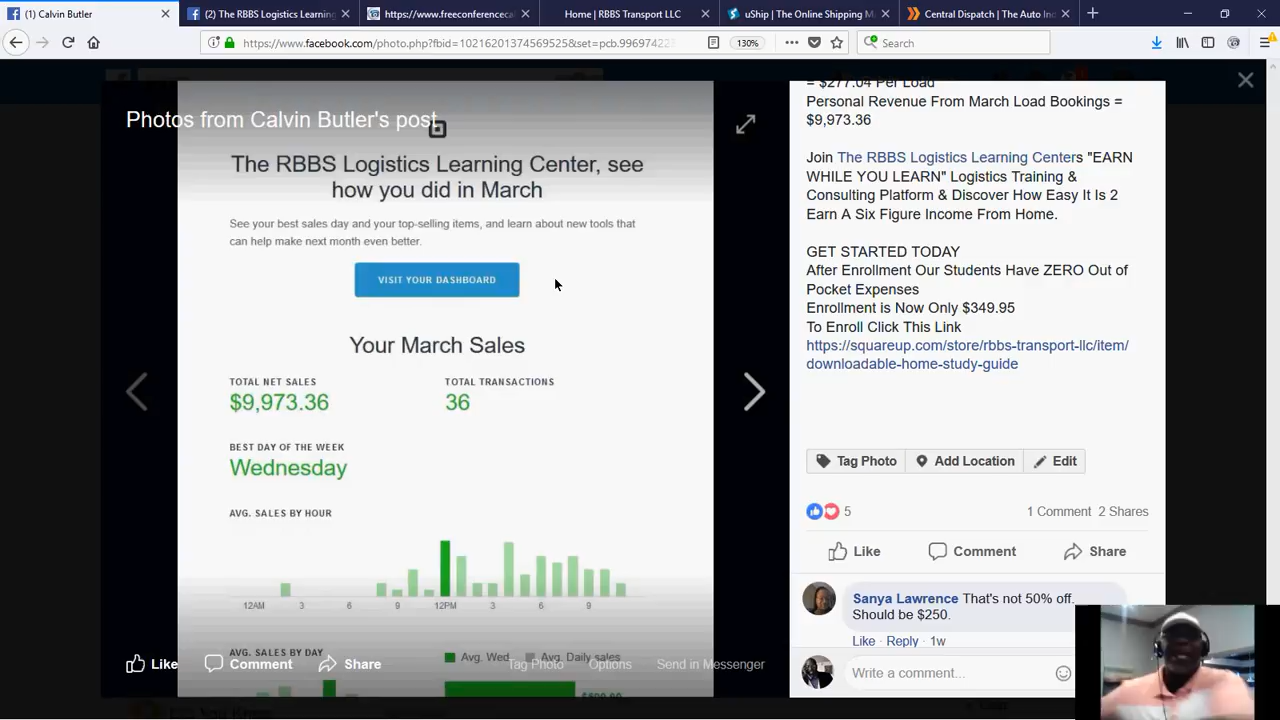 (1) Calvin Butler
(2) The RBBS Logistics Learning
https://www.freeconferenceca
Home | RBBS Transport LLC
uShip | The Online Shipping M
Central Dispatch | The Auto In
https://www.facebook.com/photo.php?fbid=10216201374569525&set=pcb.99697422
130%
Search
Photos from Calvin Butler's post
The RBBS Logistics Learning Center, see
how you did in March
See your best sales day and your top-selling items, and learn about new tools that
can help make next month even better.
VISIT YOUR DASHBOARD
Your March Sales
TOTAL NET SALES
TOTAL TRANSACTIONS
$9,973.36
36
BEST DAY OF THE WEEK
Wednesday
AVG. SALES BY HOUR
12AM 3 6 9 12PM 3 6 9
AVG. SALES BY DAY
Avg. Wed
Avg. Daily sales
Like
Comment
Share
Tag Photo
Options
Send in Messenger
= $277.04 Per Load
Personal Revenue From March Load Bookings =
$9,973.36
Join The RBBS Logistics Learning Centers "EARN
WHILE YOU LEARN" Logistics Training &
Consulting Platform & Discover How Easy It Is 2
Earn A Six Figure Income From Home.
GET STARTED TODAY
After Enrollment Our Students Have ZERO Out of
Pocket Expenses
Enrollment is Now Only $349.95
To Enroll Click This Link
https://squareup.com/store/rbbs-transport-llc/item/
downloadable-home-study-guide
Tag Photo
Add Location
Edit
5
1 Comment 2 Shares
Like
Comment
Share
Sanya Lawrence That's not 50% off.
Should be $250.
Like · Reply · 1w
Write a comment...